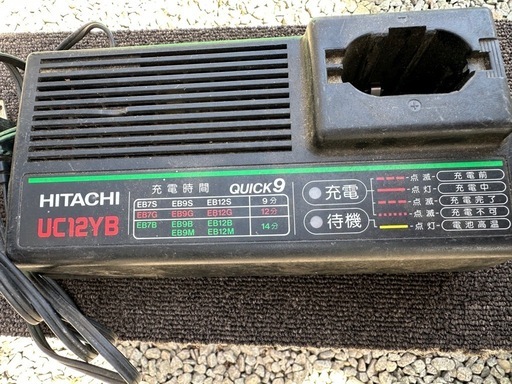 HITACHI
HITACHI
UC12YB
充電時間 QUICK9
EB7S EB9S EB12S 9分
EB7G EB9G EB12G 12分
EB7B EB9B EB12B 14分
EB9M EB12M
充電
待機
点滅 充電前
点灯 充電中
点滅 充電完了
点滅 充電不可
点灯 電池高温